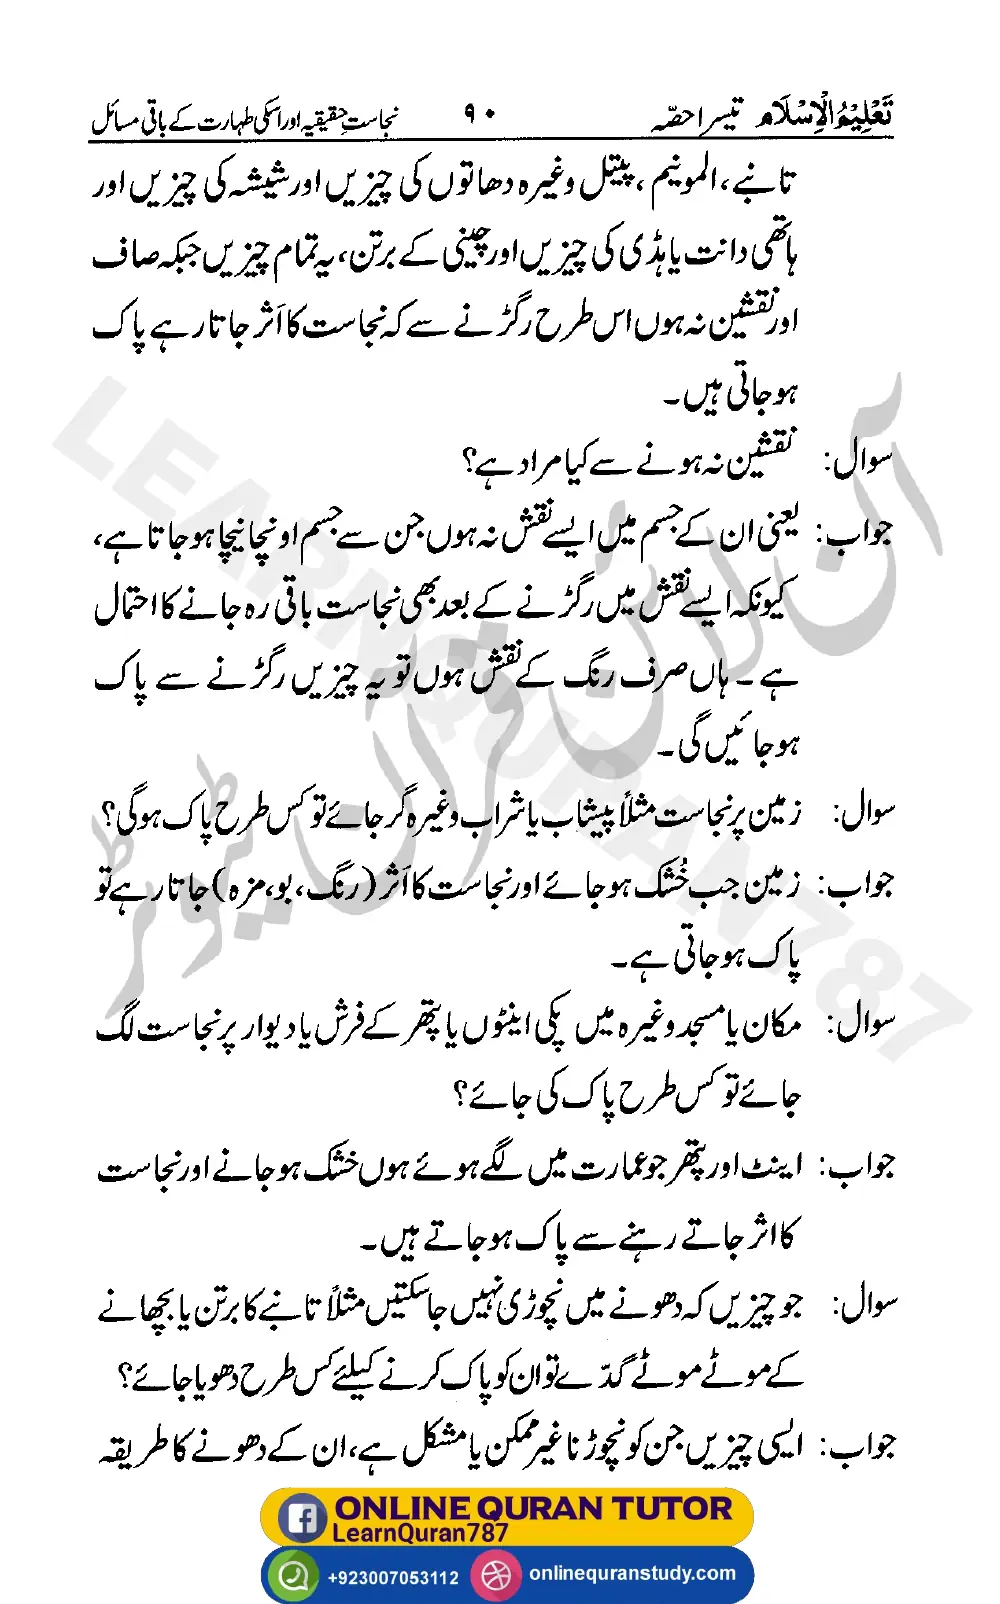 تَعْلِیْمُ الْاِسْلَام تیسرا حصّہ ۹۰ نجاستِ حقیقیہ اور اسکی طہارت کے باقی مسائل
تانبے، المونیم، پیتل وغیرہ دھاتوں کی چیزیں اور شیشہ کی چیزیں اور
ہاتھی دانت یا ہڈی کی چیزیں اور چینی کے برتن، یہ تمام چیزیں جبکہ صاف
اور نقشین نہ ہوں اس طرح رگڑنے سے کہ نجاست کا اَثر جاتا رہے پاک
ہوجاتی ہیں۔
سوال: نقشین نہ ہونے سے کیا مراد ہے؟
جواب: یعنی ان کے جسم میں ایسے نقش نہ ہوں جن سے جسم اونچا نیچا ہوجاتا ہے،
کیونکہ ایسے نقش میں رگڑنے کے بعد بھی نجاست باقی رہ جانے کا احتمال
ہے۔ ہاں صرف رنگ کے نقش ہوں تو یہ چیزیں رگڑنے سے پاک
ہوجائیں گی۔
سوال: زمین پر نجاست مثلاً پیشاب یا شراب وغیرہ گر جائے تو کس طرح پاک ہوگی؟
جواب: زمین جب خُشک ہوجائے اور نجاست کا اَثر (رنگ، بو، مزہ) جاتا رہے تو
پاک ہوجاتی ہے۔
سوال: مکان یا مسجد وغیرہ میں پکی اینٹوں یا پتھر کے فرش یا دیوار پر نجاست لگ
جائے تو کس طرح پاک کی جائے؟
جواب: اینٹ اور پتھر جو عمارت میں لگے ہوئے ہوں خشک ہوجانے اور نجاست
کا اثر جاتے رہنے سے پاک ہوجاتے ہیں۔
سوال: جو چیزیں کہ دھونے میں نچوڑی نہیں جاسکتیں مثلاً تانبے کا برتن یا بچھانے
کے موٹے موٹے گدّے تو ان کو پاک کرنے کیلئے کس طرح دھویا جائے؟
جواب: ایسی چیزیں جن کو نچوڑنا غیر ممکن یا مشکل ہے، ان کے دھونے کا طریقہ
LEARNQURAN787
آن لائن قرآن ٹیوٹر
ONLINE QURAN TUTOR
LearnQuran787
+923007053112
onlinequranstudy.com